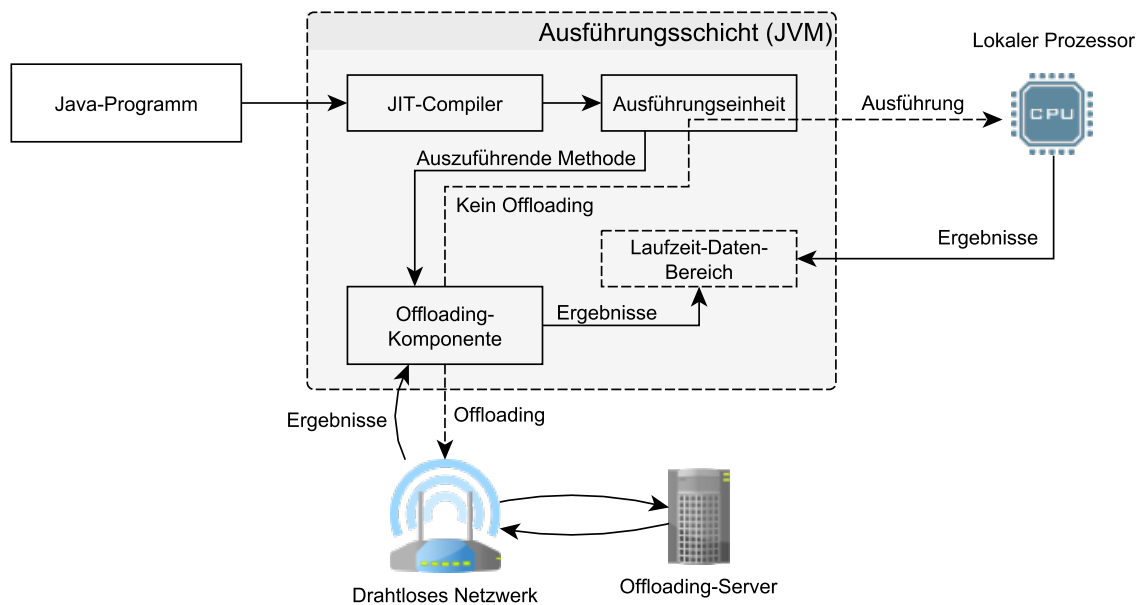 Ausführungsschicht (JVM)
Lokaler Prozessor
Java-Programm
JIT-Compiler
Ausführungseinheit
Ausführung
CPU
Auszuführende Methode
Kein Offloading
Laufzeit-Daten-
Bereich
Ergebnisse
Offloading-
Komponente
Ergebnisse
Ergebnisse
Offloading
Drahtloses Netzwerk
Offloading-Server